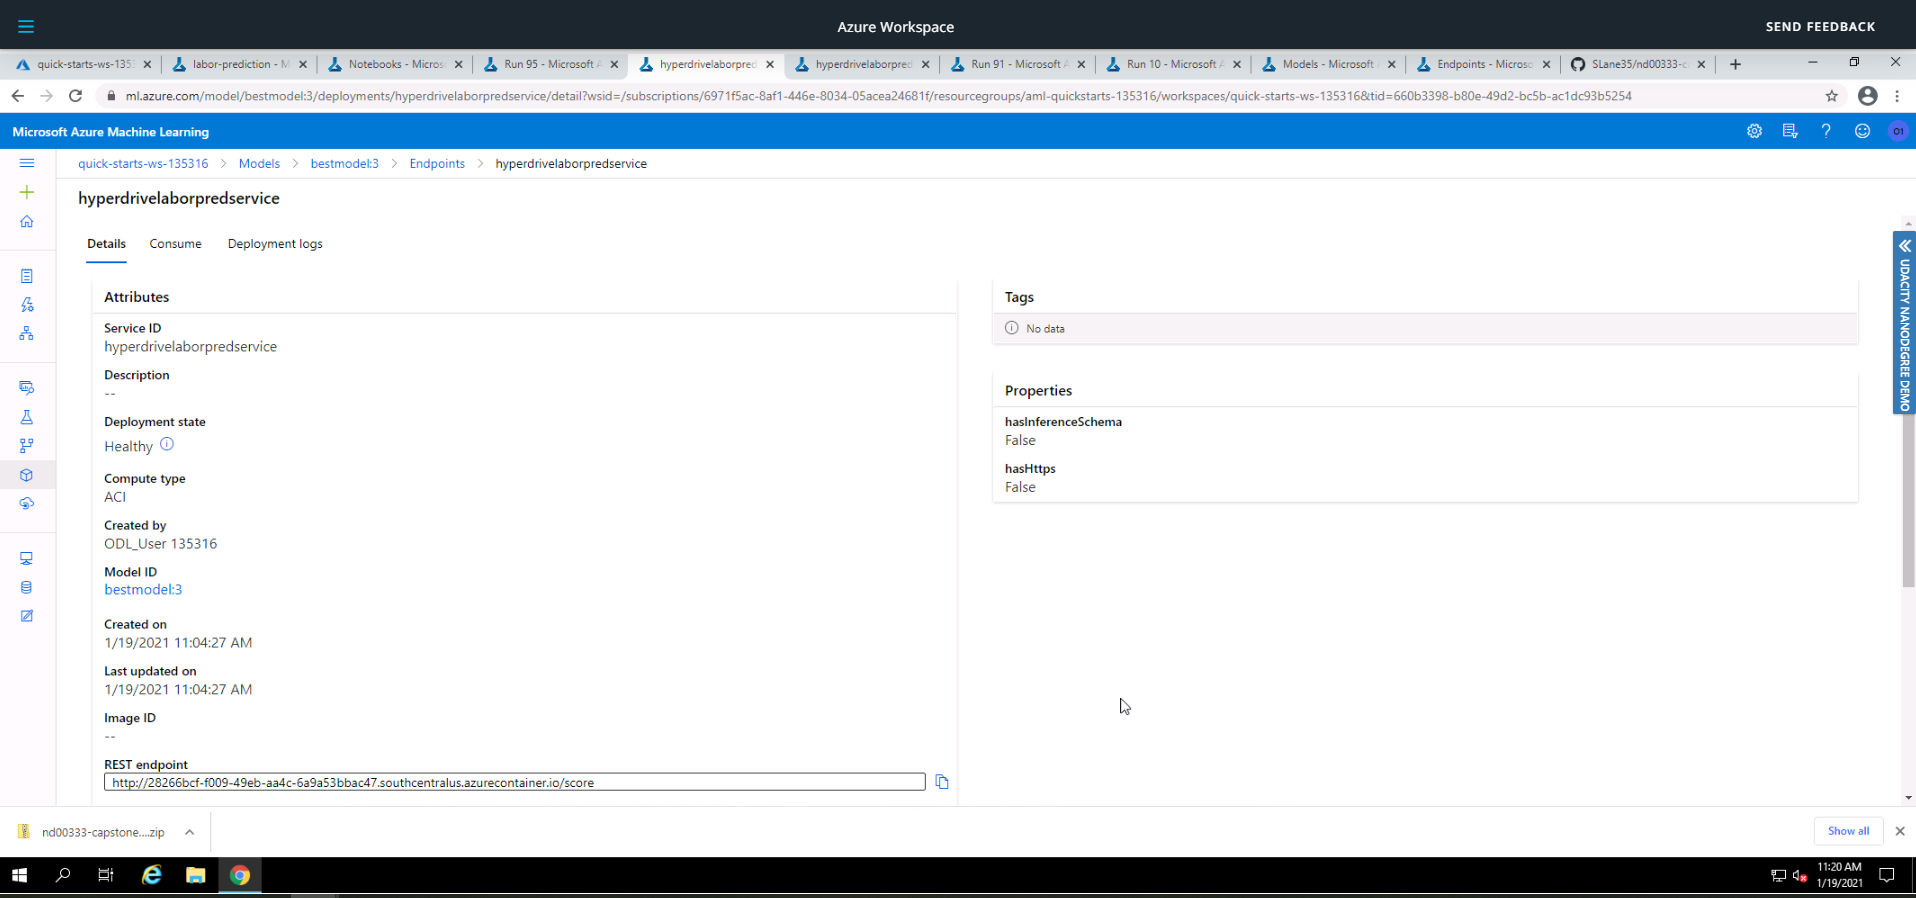 Azure Workspace
SEND FEEDBACK
quick-starts-ws-135
labor-prediction - M
Notebooks - Micros
Run 95 - Microsoft A
hyperdrivelaborpred
hyperdrivelaborpred
Run 91 - Microsoft A
Run 10 - Microsoft A
Models - Microsoft A
Endpoints - Microso
SLane35/nd00333-c
ml.azure.com/model/bestmodel:3/deployments/hyperdrivelaborpredservice/detail?wsid=/subscriptions/6971f5ac-8af1-446e-8034-05acea24681f/resourcegroups/aml-quickstarts-135316/workspaces/quick-starts-ws-135316&tid=660b3398-b80e-49d2-bc5b-ac1dc93b5254
Microsoft Azure Machine Learning
O1
quick-starts-ws-135316 > Models > bestmodel:3 > Endpoints > hyperdrivelaborpredservice
hyperdrivelaborpredservice
Details
Consume
Deployment logs
Attributes
Service ID
hyperdrivelaborpredservice
Description
--
Deployment state
Healthy
Compute type
ACI
Created by
ODL_User 135316
Model ID
bestmodel:3
Created on
1/19/2021 11:04:27 AM
Last updated on
1/19/2021 11:04:27 AM
Image ID
--
REST endpoint
http://28266bcf-f009-49eb-aa4c-6a9a53bbac47.southcentralus.azurecontainer.io/score
Tags
No data
Properties
hasInferenceSchema
False
hasHttps
False
UDACITY NANODEGREE DEMO
nd00333-capstone....zip
Show all
11:20 AM
1/19/2021